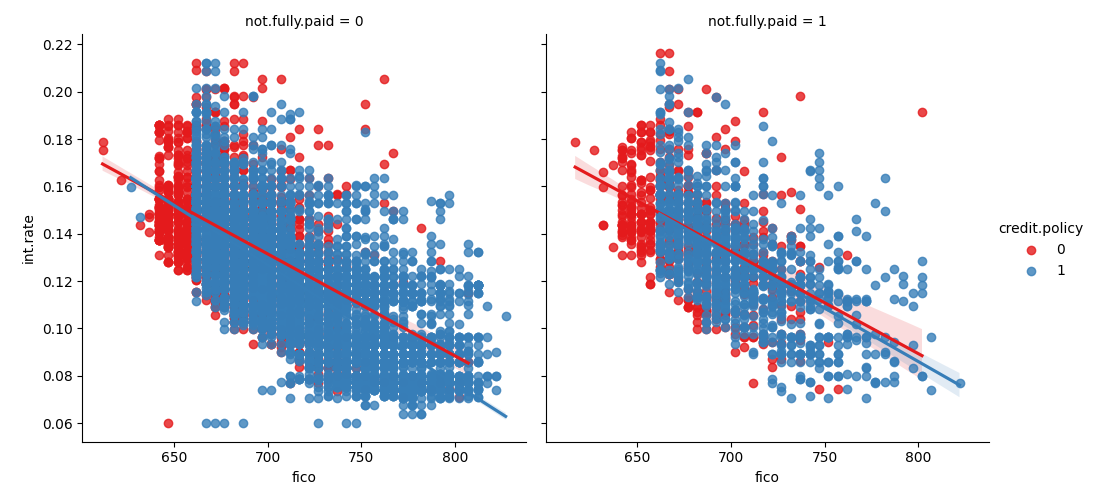 not.fully.paid = 0
not.fully.paid = 1
0.22
0.20
0.18
0.16
0.14
0.12
0.10
0.08
0.06
int.rate
650 700 750 800
650 700 750 800
fico
fico
credit.policy
0
1